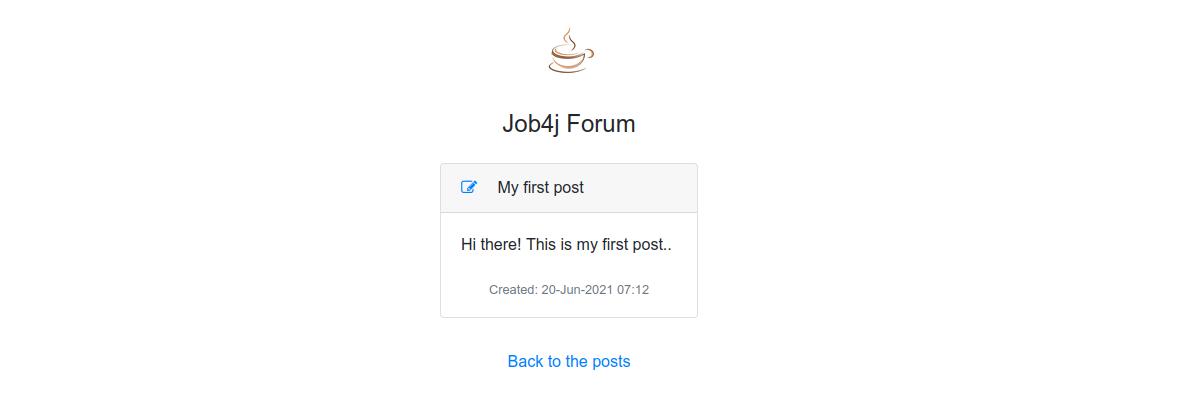 Job4j Forum
My first post
Hi there! This is my first post..
Created: 20-Jun-2021 07:12
Back to the posts